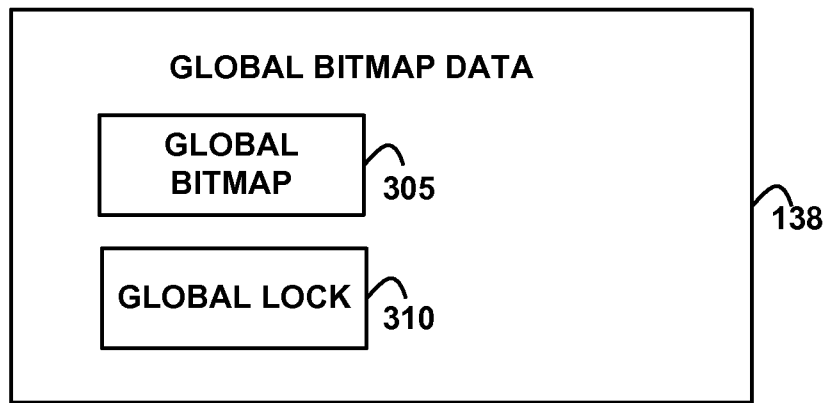 GLOBAL BITMAP DATA
GLOBAL
BITMAP
305
138
GLOBAL LOCK
310